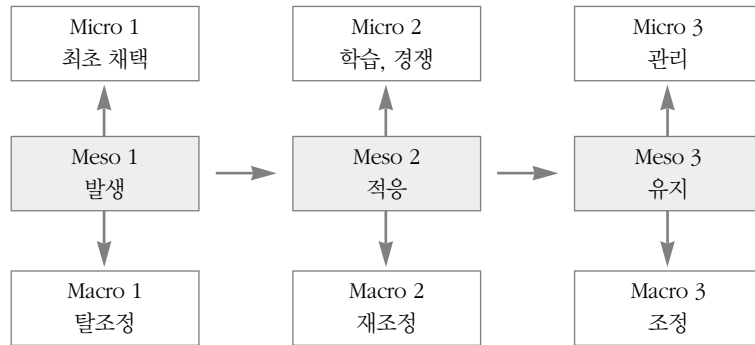 Micro 1
최초 채택
Micro 2
학습, 경쟁
Micro 3
관리
Meso 1
발생
Meso 2
적응
Meso 3
유지
Macro 1
탈조정
Macro 2
재조정
Macro 3
조정